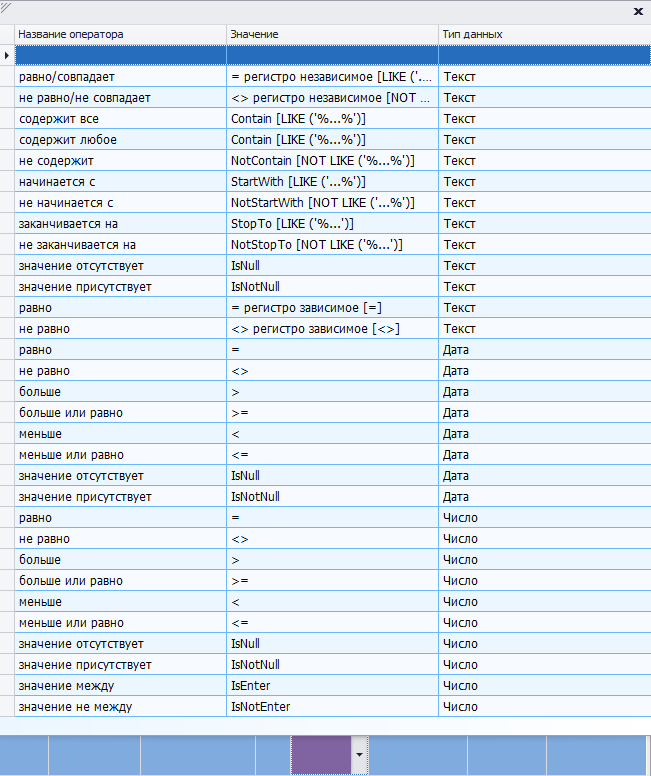 Название оператора Значение Тип данных
равно/совпадает = регистро независимое [LIKE ('.... Текст
не равно/не совпадает <> регистро независимое [NOT ... Текст
содержит все Contain [LIKE ('%...%')] Текст
содержит любое Contain [LIKE ('%...%')] Текст
не содержит NotContain [NOT LIKE ('%...%')] Текст
начинается с StartWith [LIKE ('...%')] Текст
не начинается с NotStartWith [NOT LIKE ('...%')] Текст
заканчивается на StopTo [LIKE ('%...')] Текст
не заканчивается на NotStopTo [NOT LIKE ('%...')] Текст
значение отсутствует IsNull Текст
значение присутствует IsNotNull Текст
равно = регистро зависимое [=] Текст
не равно <> регистро зависимое [<>] Текст
равно = Дата
не равно <> Дата
больше > Дата
больше или равно >= Дата
меньше < Дата
меньше или равно <= Дата
значение отсутствует IsNull Дата
значение присутствует IsNotNull Дата
равно = Число
не равно <> Число
больше > Число
больше или равно >= Число
меньше < Число
меньше или равно <= Число
значение отсутствует IsNull Число
значение присутствует IsNotNull Число
значение между IsEnter Число
значение не между IsNotEnter Число